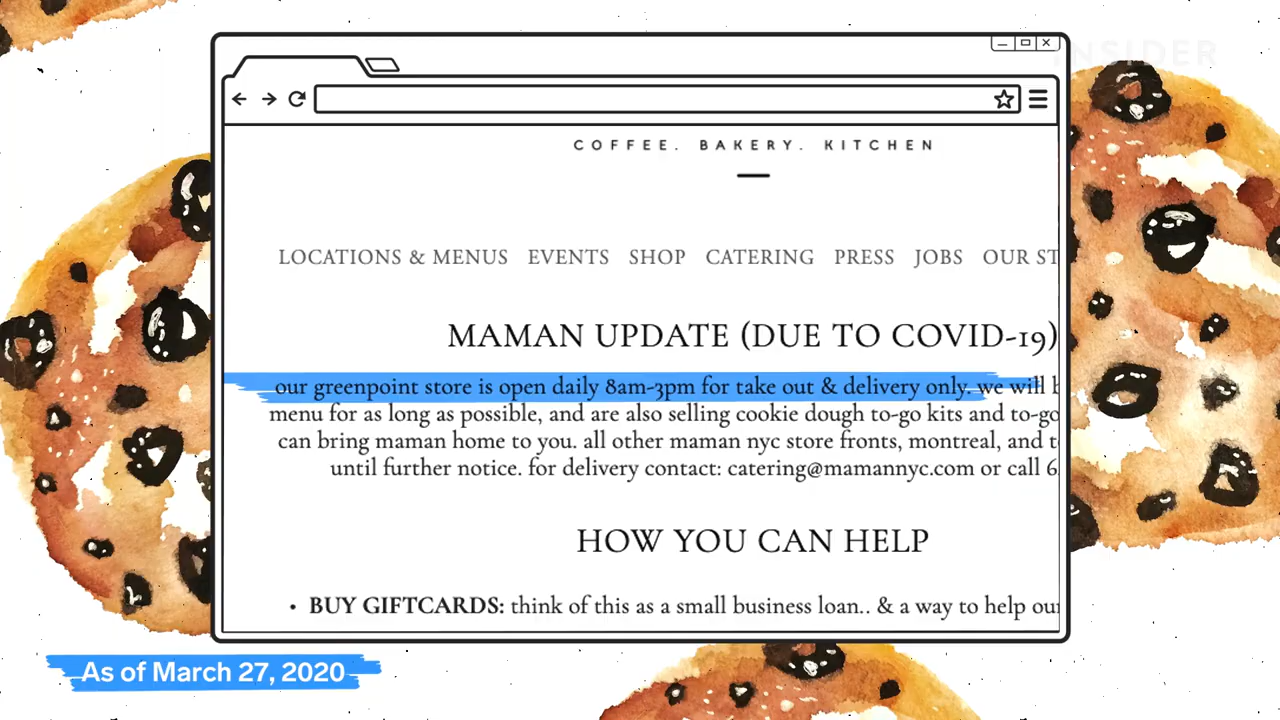 INSIDER
COFFEE. BAKERY. KITCHEN
LOCATIONS & MENUS EVENTS SHOP CATERING PRESS JOBS OUR ST
MAMAN UPDATE (DUE TO COVID-19)
our greenpoint store is open daily 8am-3pm for take out & delivery only. we will b
menu for as long as possible, and are also selling cookie dough to-go kits and to-go
can bring maman home to you. all other maman nyc store fronts, montreal, and t
until further notice. for delivery contact: catering@mamannyc.com or call 6
HOW YOU CAN HELP
• BUY GIFTCARDS: think of this as a small business loan.. & a way to help our
As of March 27, 2020